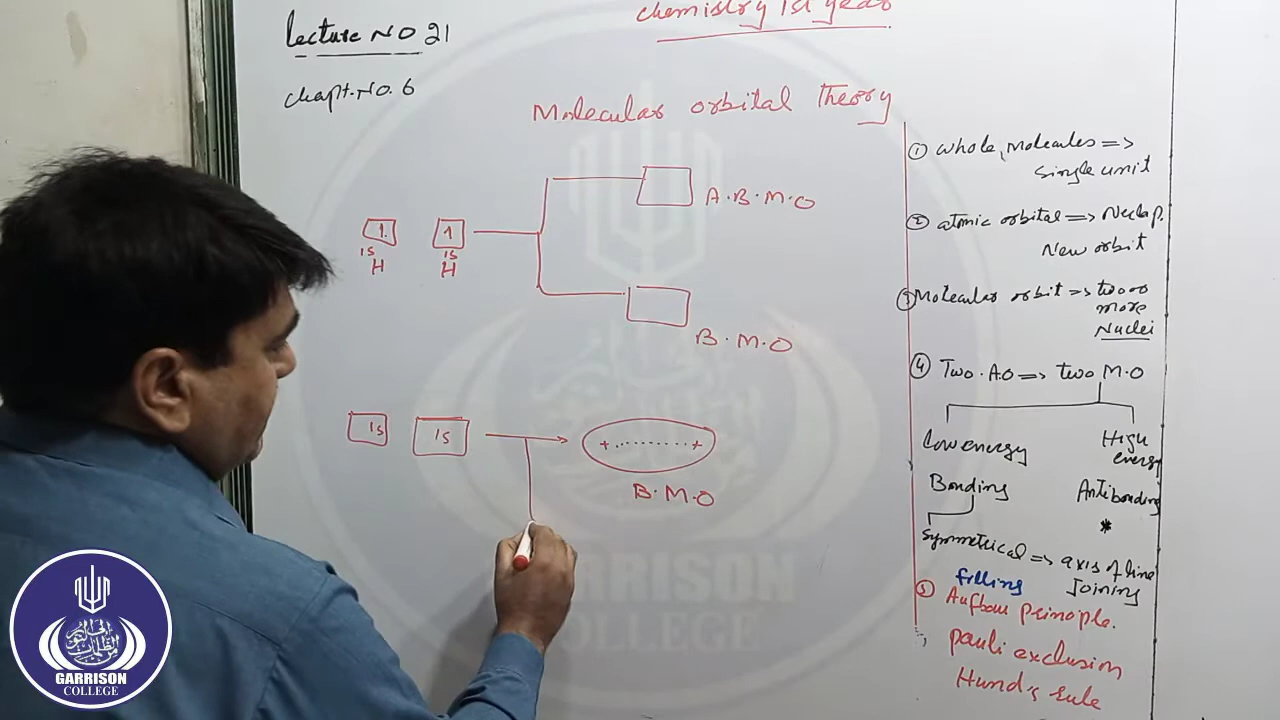 Lecture NO 21
Chapt. No. 6
Chemistry 1st year
Molecular orbital Theory
1 1
1s 1s
H H
A.B.M.O
B.M.O
1s 1s
+..........+
B.M.O
① whole molecules =>
single unit
② atomic orbital =>
New orbit
③ Molecular orbit => two or
more
Nuclei
④ Two A.O => two M.O
Low energy High
energy
Bonding Antibonding
*
Symmetrical => axis of line
filling Joining
Aufbau principle.
pauli exclusion
Hund's rule
GARRISON
COLLEGE
GARRISON
COLLEGE